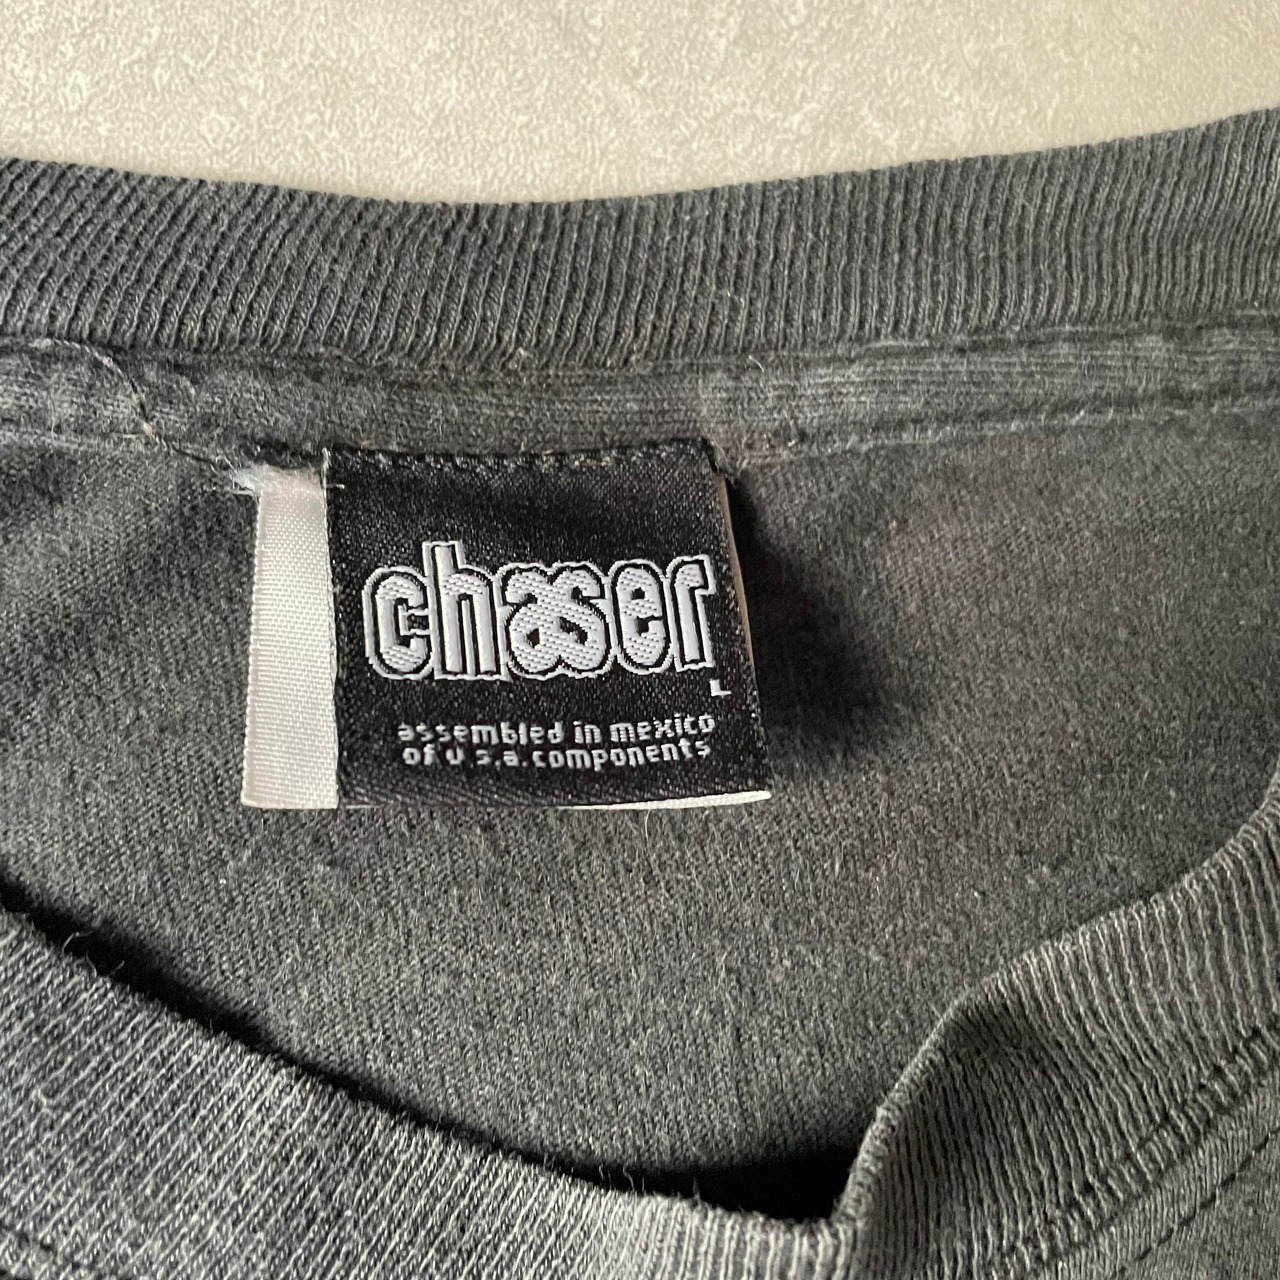 chaser
L
assembled in mexico
of u s.a.components